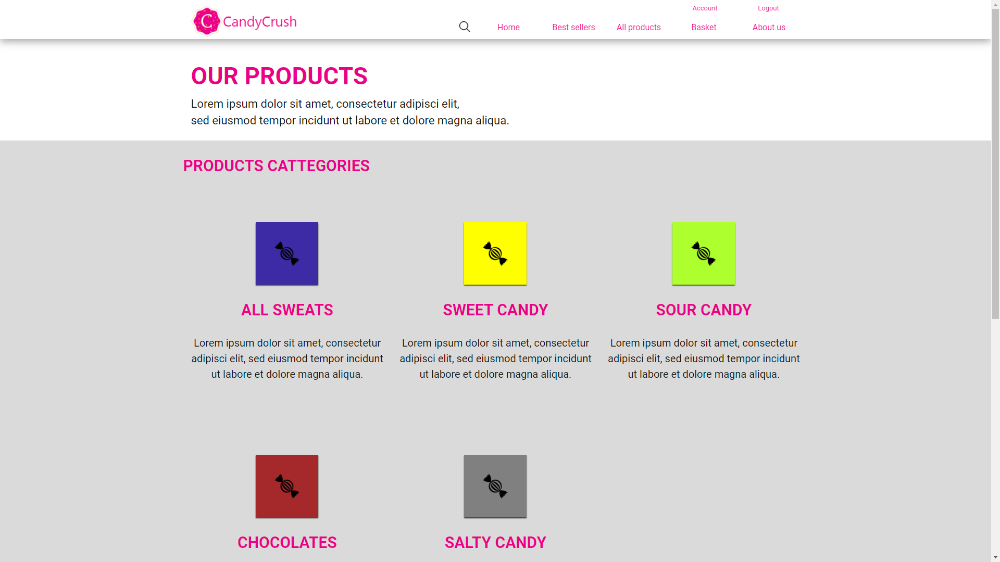 Account Logout
C CandyCrush
Home Best sellers All products Basket About us
OUR PRODUCTS
Lorem ipsum dolor sit amet, consectetur adipisci elit,
sed eiusmod tempor incidunt ut labore et dolore magna aliqua.
PRODUCTS CATTEGORIES
ALL SWEATS
Lorem ipsum dolor sit amet, consectetur
adipisci elit, sed eiusmod tempor incidunt
ut labore et dolore magna aliqua.
SWEET CANDY
Lorem ipsum dolor sit amet, consectetur
adipisci elit, sed eiusmod tempor incidunt
ut labore et dolore magna aliqua.
SOUR CANDY
Lorem ipsum dolor sit amet, consectetur
adipisci elit, sed eiusmod tempor incidunt
ut labore et dolore magna aliqua.
CHOCOLATES
SALTY CANDY